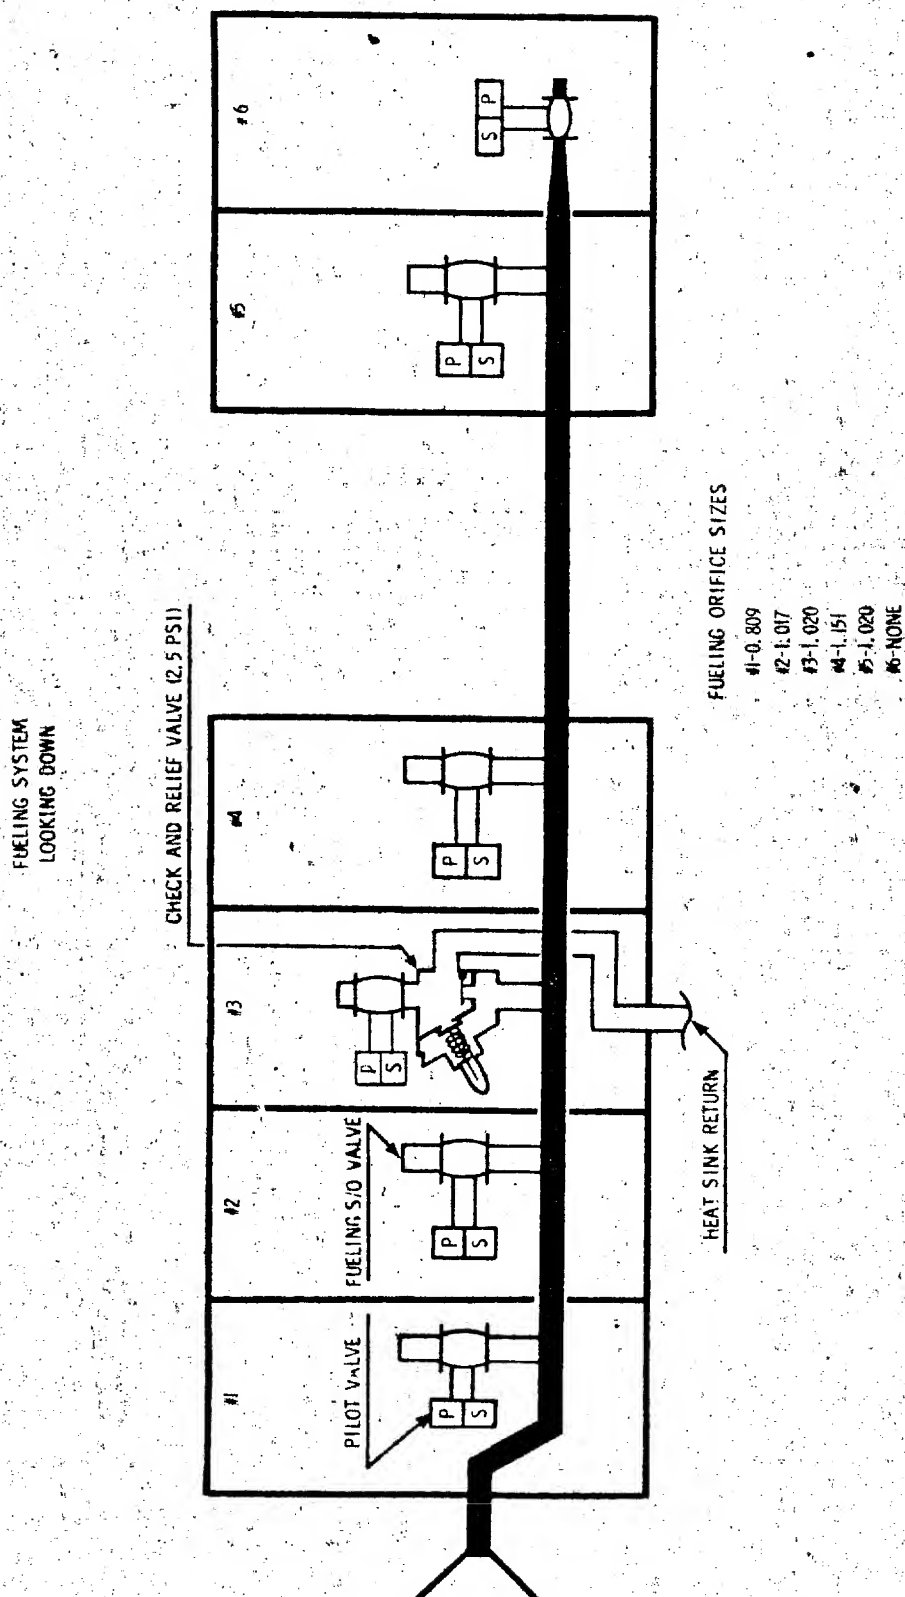 FUELING SYSTEM
LOOKING DOWN
CHECK AND RELIEF VALVE (2.5 PSI)
#1
#2
#3
#4
#5
#6
PILOT VALVE
FUELING S/O VALVE
P
S
P
S
P
S
P
S
P
S
S P
HEAT SINK RETURN
FUELING ORIFICE SIZES
#1-0.809
#2-1.017
#3-1.020
#4-1.151
#5-1.020
#6-NONE